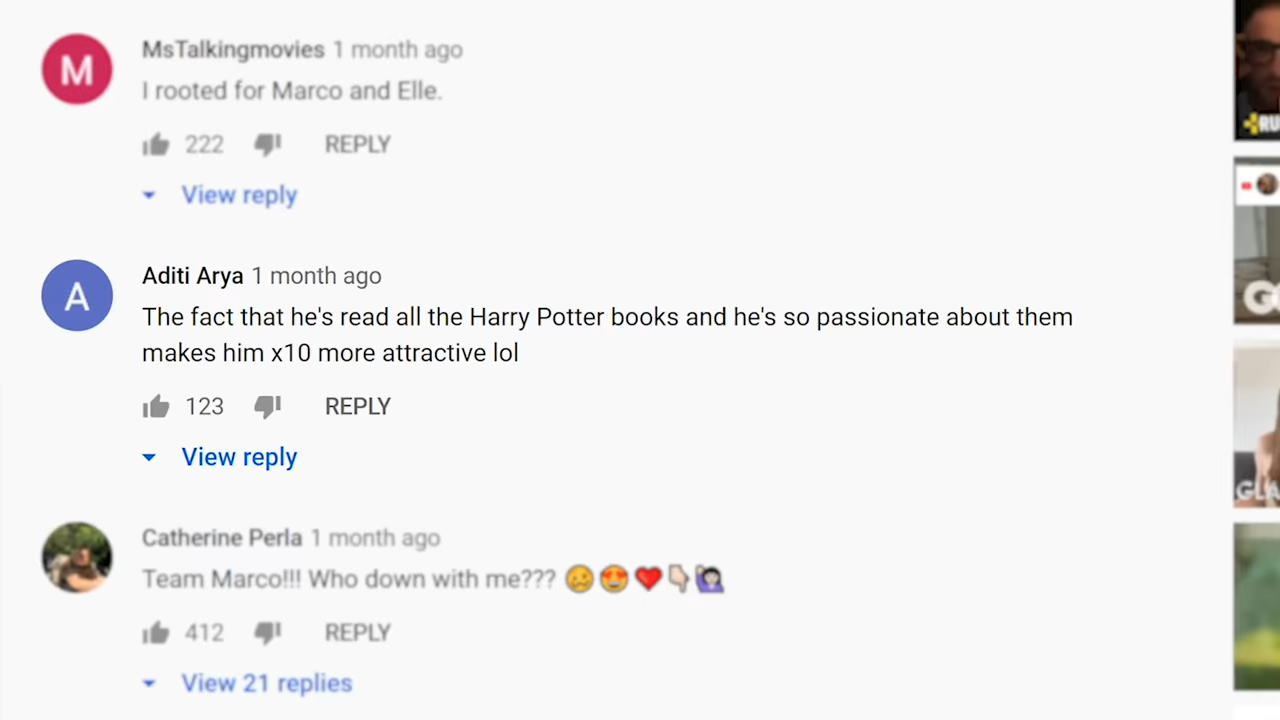 M
MsTalkingmovies 1 month ago
I rooted for Marco and Elle.
222 REPLY
View reply
A
Aditi Arya 1 month ago
The fact that he's read all the Harry Potter books and he's so passionate about them
makes him x10 more attractive lol
123 REPLY
View reply
Catherine Perla 1 month ago
Team Marco!!! Who down with me??? 🥴😍❤️👇🏻🙋🏻‍♀️
412 REPLY
View 21 replies